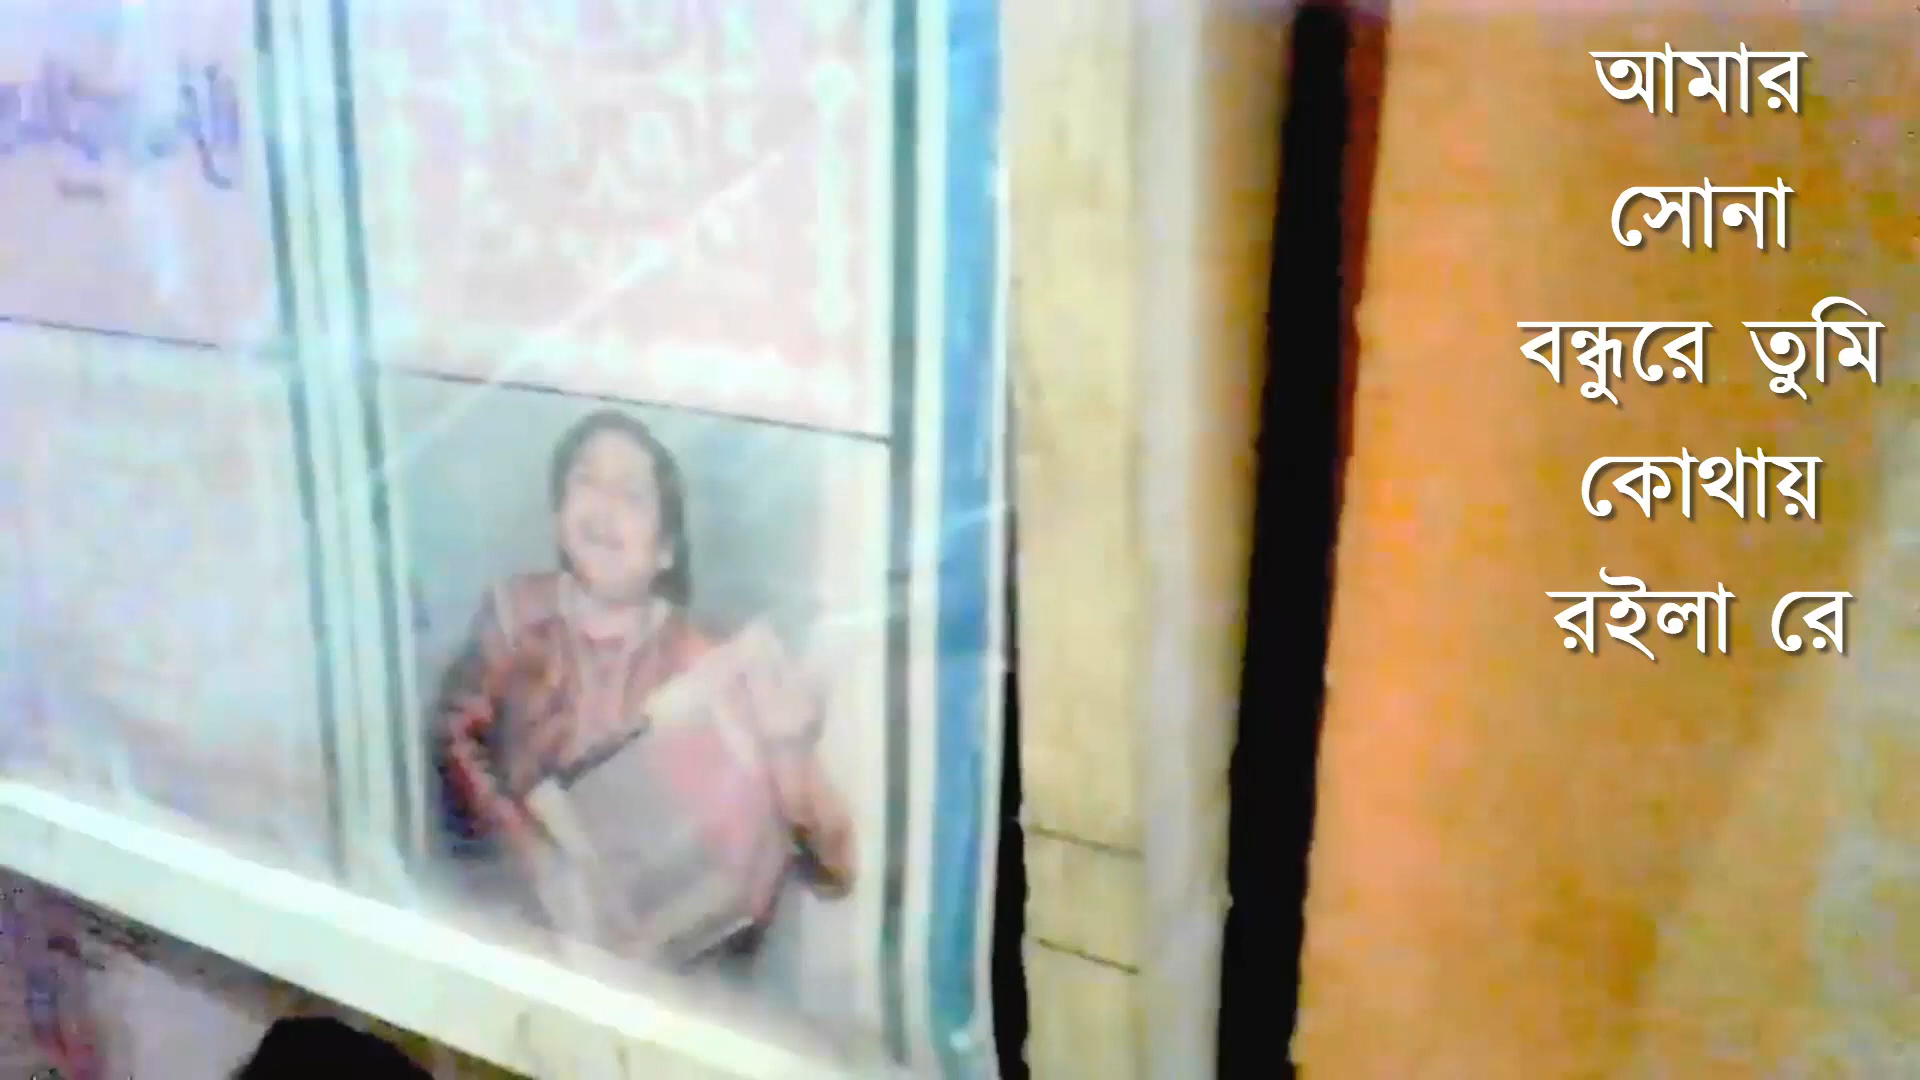 আমার
সোনা
বন্ধুরে তুমি
কোথায়
রইলা রে